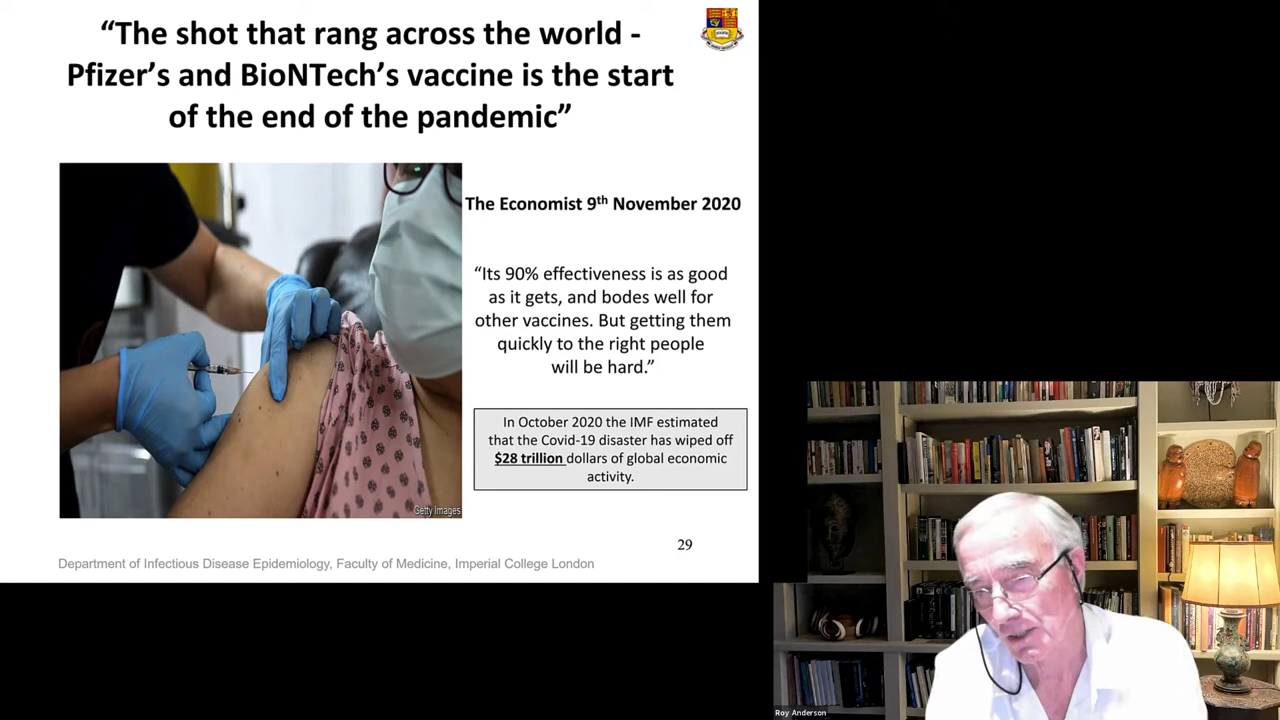 “The shot that rang across the world -
Pfizer’s and BioNTech’s vaccine is the start
of the end of the pandemic”
The Economist 9th November 2020
“Its 90% effectiveness is as good
as it gets, and bodes well for
other vaccines. But getting them
quickly to the right people
will be hard.”
In October 2020 the IMF estimated
that the Covid-19 disaster has wiped off
$28 trillion dollars of global economic
activity.
Getty Images
29
Department of Infectious Disease Epidemiology, Faculty of Medicine, Imperial College London
Roy Anderson